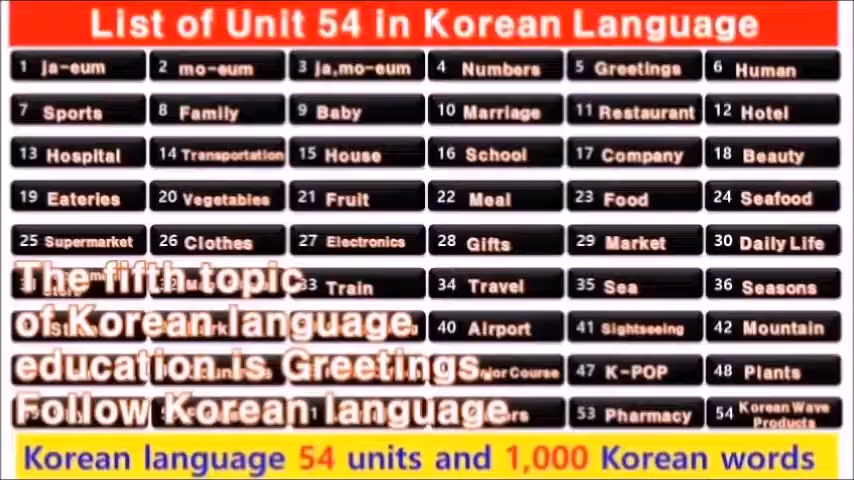 List of Unit 54 in Korean Language
1 ja-eum 2 mo-eum 3 ja,mo-eum 4 Numbers 5 Greetings 6 Human
7 Sports 8 Family 9 Baby 10 Marriage 11 Restaurant 12 Hotel
13 Hospital 14 Transportation 15 House 16 School 17 Company 18 Beauty
19 Eateries 20 Vegetables 21 Fruit 22 Meal 23 Food 24 Seafood
25 Supermarket 26 Clothes 27 Electronics 28 Gifts 29 Market 30 Daily Life
33 Train 34 Travel 35 Sea 36 Seasons
The fifth topic
40 Airport 41 Sightseeing 42 Mountain
of Korean language
Course 47 K-POP 48 Plants
education is Greetings.
53 Pharmacy 54 Korean Wave Products
Follow Korean language
Korean language 54 units and 1,000 Korean words